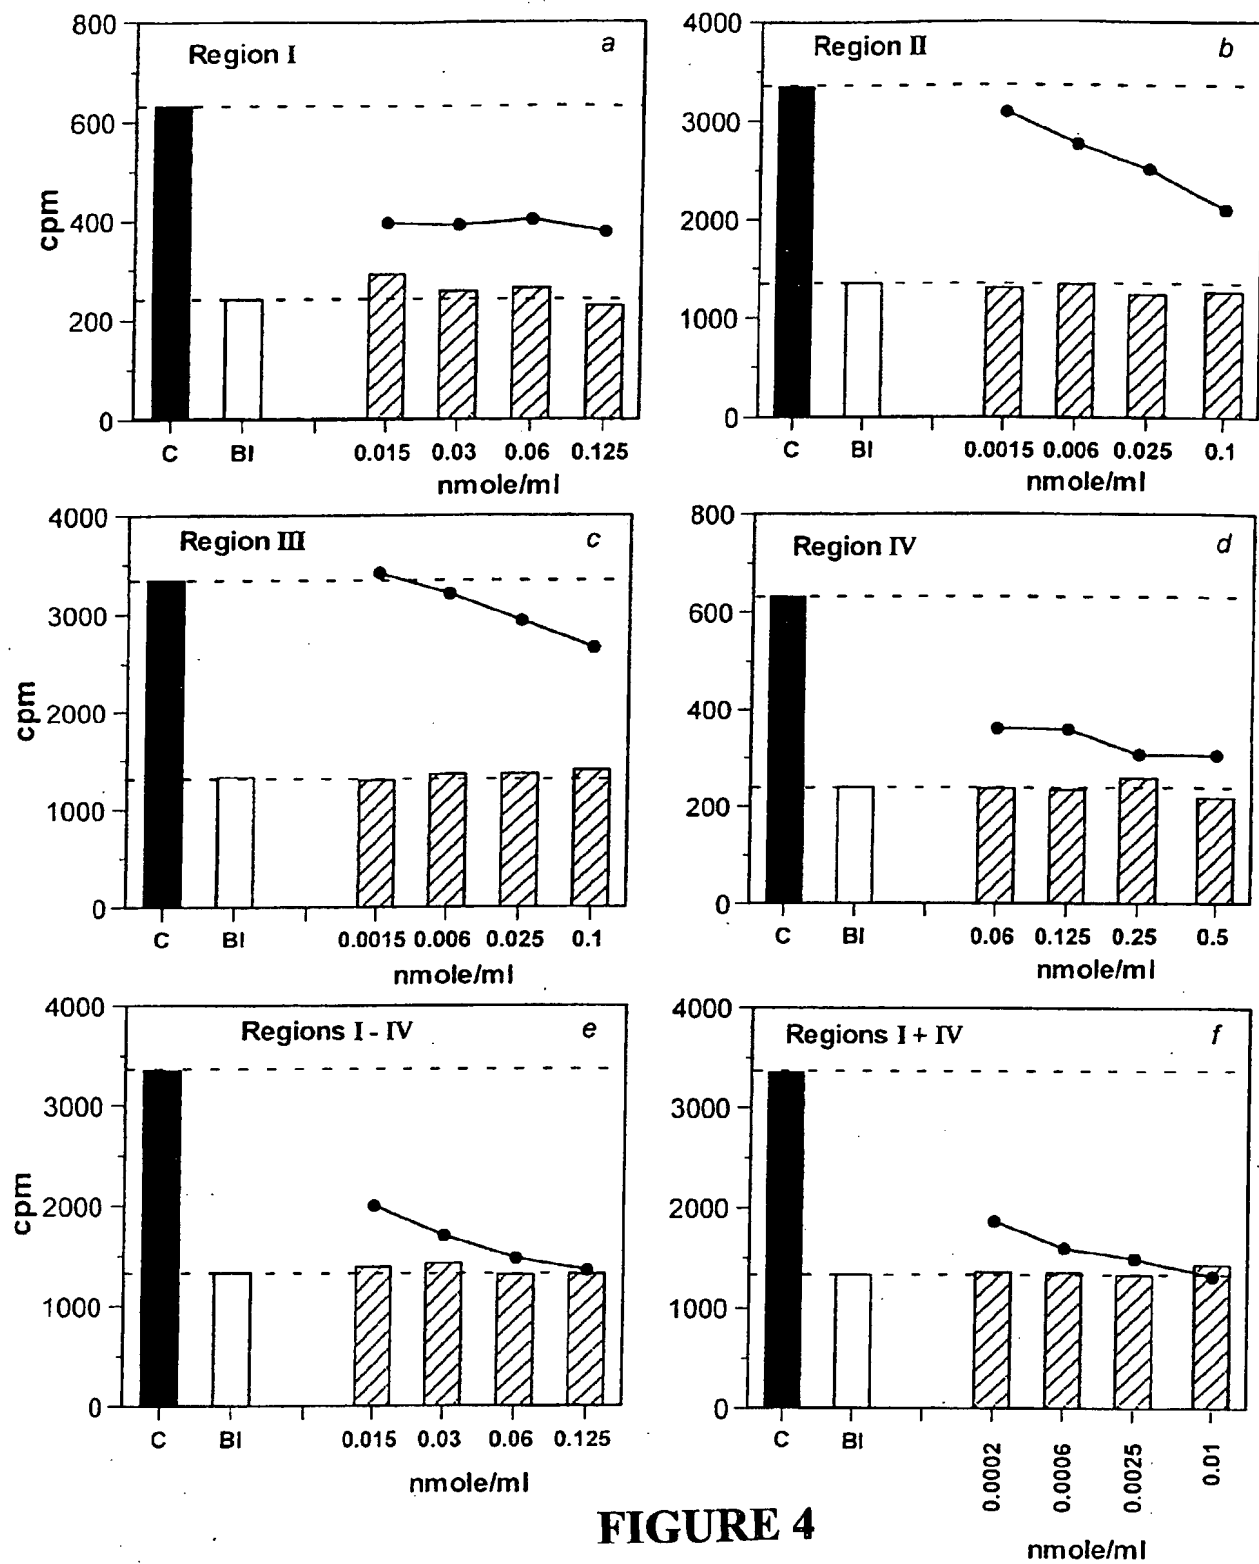 Region I
a
800
600
400
200
0
cpm
C BI 0.015 0.03 0.06 0.125
nmole/ml
Region II
b
4000
3000
2000
1000
0
C BI 0.0015 0.006 0.025 0.1
nmole/ml
Region III
c
4000
3000
2000
1000
0
cpm
C BI 0.0015 0.006 0.025 0.1
nmole/ml
Region IV
d
800
600
400
200
0
C BI 0.06 0.125 0.25 0.5
nmole/ml
Regions I - IV
e
4000
3000
2000
1000
0
cpm
C BI 0.015 0.03 0.06 0.125
nmole/ml
Regions I + IV
f
4000
3000
2000
1000
0
C BI 0.0002 0.0006 0.0025 0.01
nmole/ml
FIGURE 4